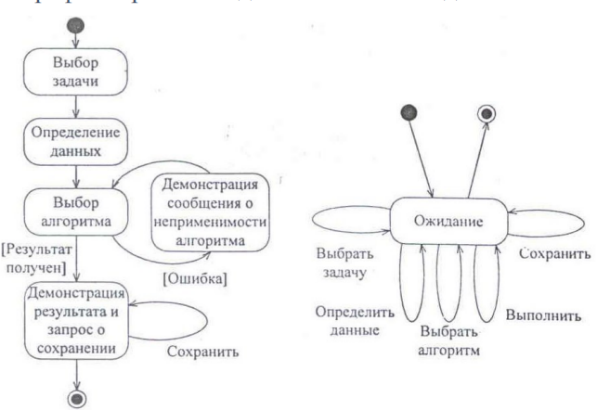 Выбор
задачи
Определение
данных
Выбор
алгоритма
Демонстрация
сообщения о
неприменимости
алгоритма
[Результат
получен]
[Ошибка]
Демонстрация
результата и
запрос о
сохранении
Сохранить
Ожидание
Выбрать
задачу
Сохранить
Определить
данные
Выбрать
алгоритм
Выполнить